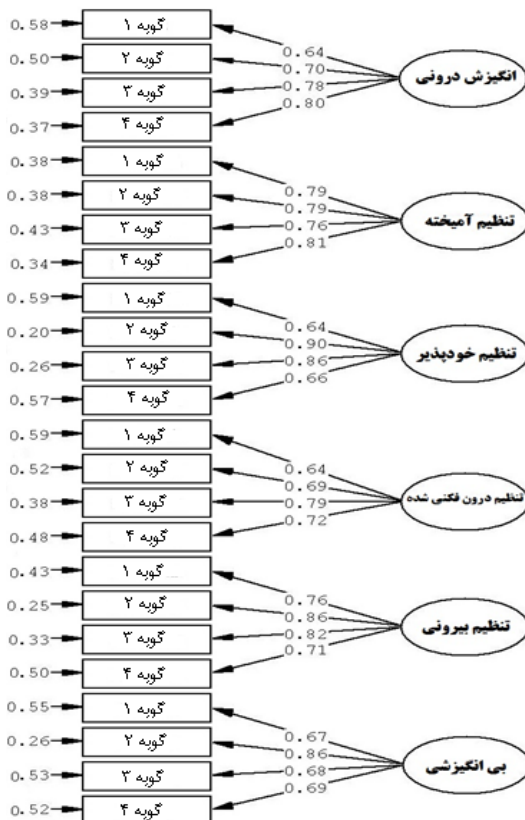 0.58 گویه ۱ 0.64
0.50 گویه ۲ 0.70
0.39 گویه ۳ 0.78
0.37 گویه ۴ 0.80
انگیزش درونی
0.38 گویه ۱ 0.79
0.38 گویه ۲ 0.79
0.43 گویه ۳ 0.76
0.34 گویه ۴ 0.81
تنظیم آمیخته
0.59 گویه ۱ 0.64
0.20 گویه ۲ 0.90
0.26 گویه ۳ 0.86
0.57 گویه ۴ 0.66
تنظیم خودپذیر
0.59 گویه ۱ 0.64
0.52 گویه ۲ 0.69
0.38 گویه ۳ 0.79
0.48 گویه ۴ 0.72
تنظیم درون فکنی شده
0.43 گویه ۱ 0.76
0.25 گویه ۲ 0.86
0.33 گویه ۳ 0.82
0.50 گویه ۴ 0.71
تنظیم بیرونی
0.55 گویه ۱ 0.67
0.26 گویه ۲ 0.86
0.53 گویه ۳ 0.68
0.52 گویه ۴ 0.69
بی انگیزشی